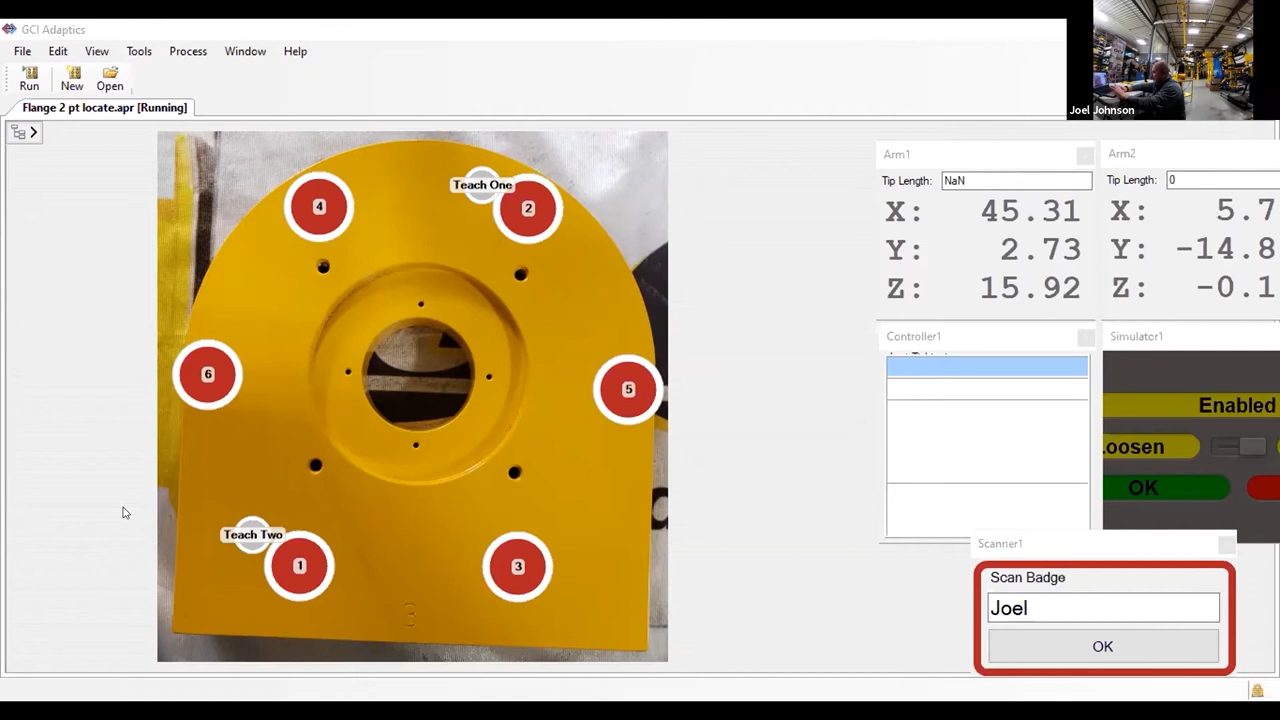 GCI Adaptics
File Edit View Tools Process Window Help
Run New Open
Flange 2 pt locate.apr [Running]
Joel Johnson
4
Teach One
2
6
5
Teach Two
1
3
3
Arm1
Tip Length: NaN
X: 45.31
Y: 2.73
Z: 15.92
Arm2
Tip Length: 0
X: 5.7
Y: -14.8
Z: -0.1
Controller1
Simulator1
Enabled
oosen
OK
Scanner1
Scan Badge
Joel
OK